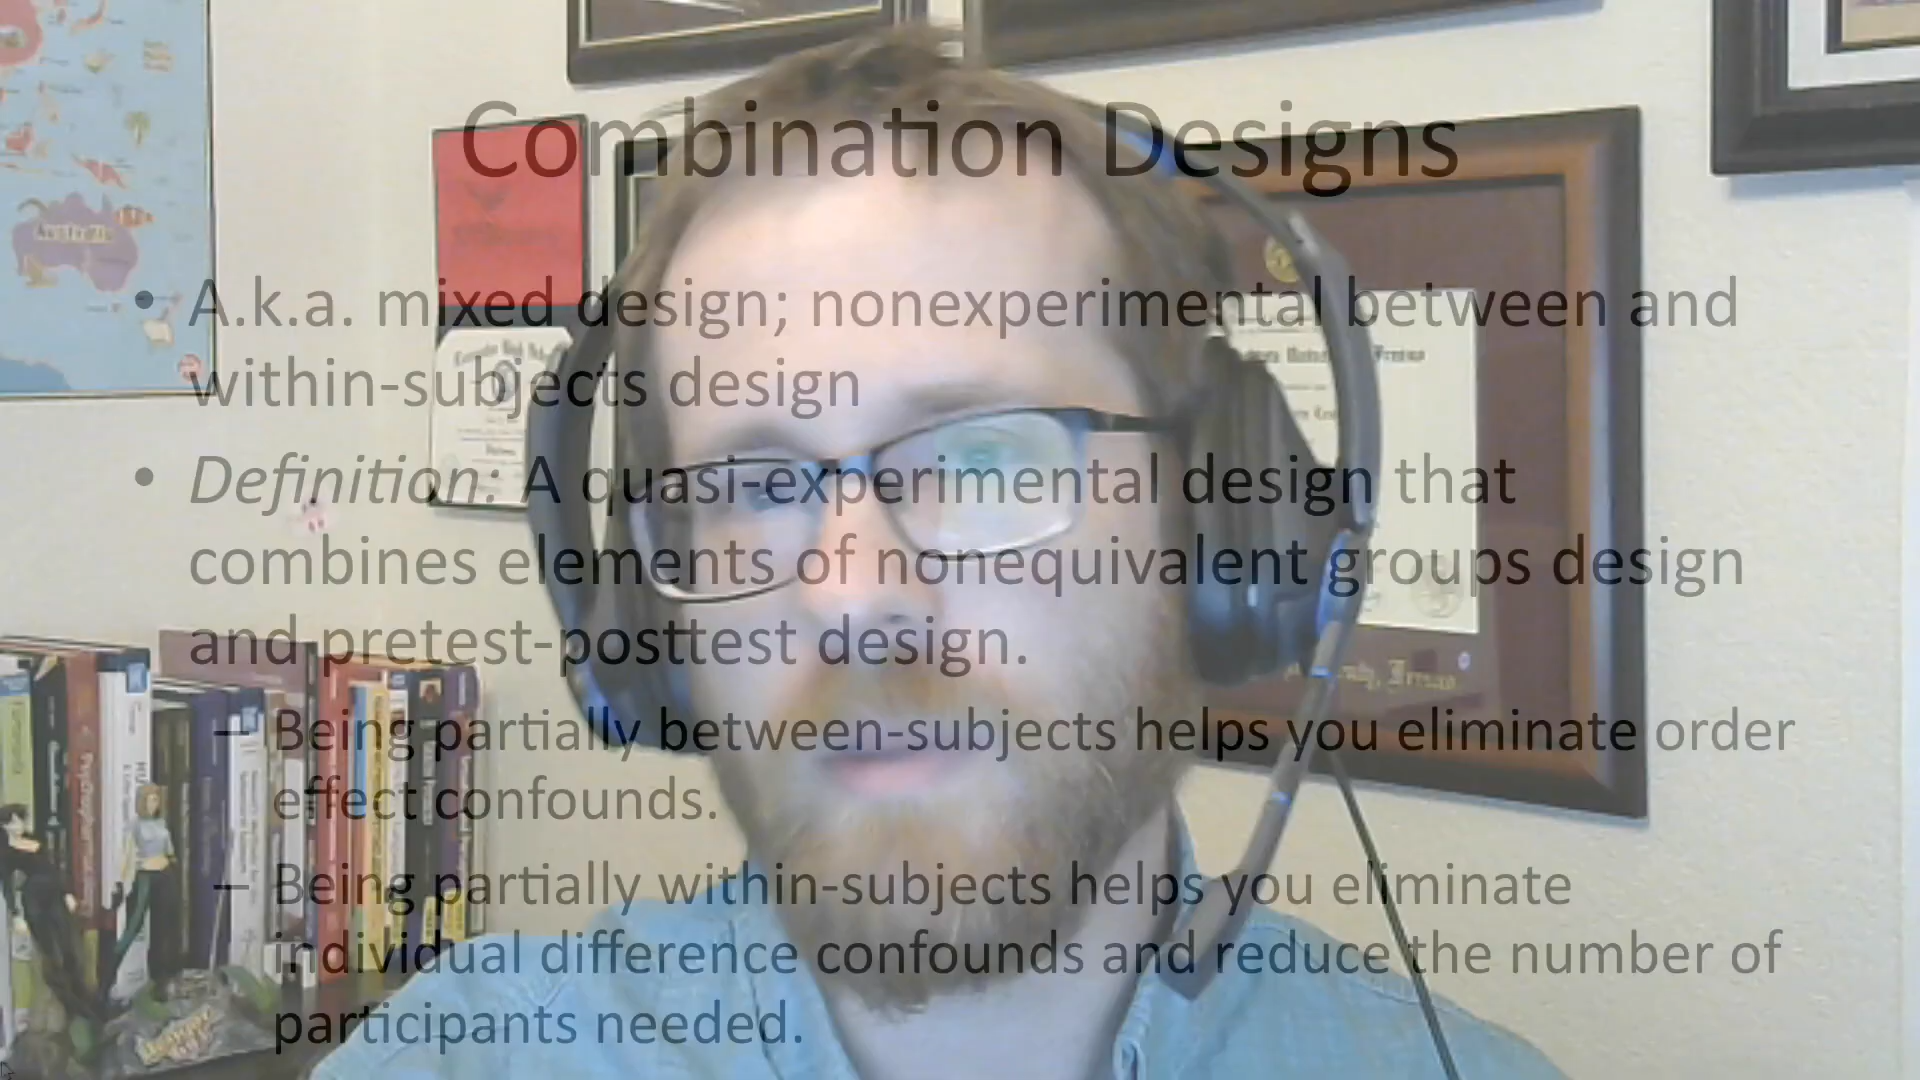 Combination Designs
• A.k.a. mixed design; nonexperimental between and
within-subjects design
• Definition: A quasi-experimental design that
combines elements of nonequivalent groups design
and pretest-posttest design.
– Being partially between-subjects helps you eliminate order
effect confounds.
– Being partially within-subjects helps you eliminate
individual difference confounds and reduce the number of
participants needed.
Australia